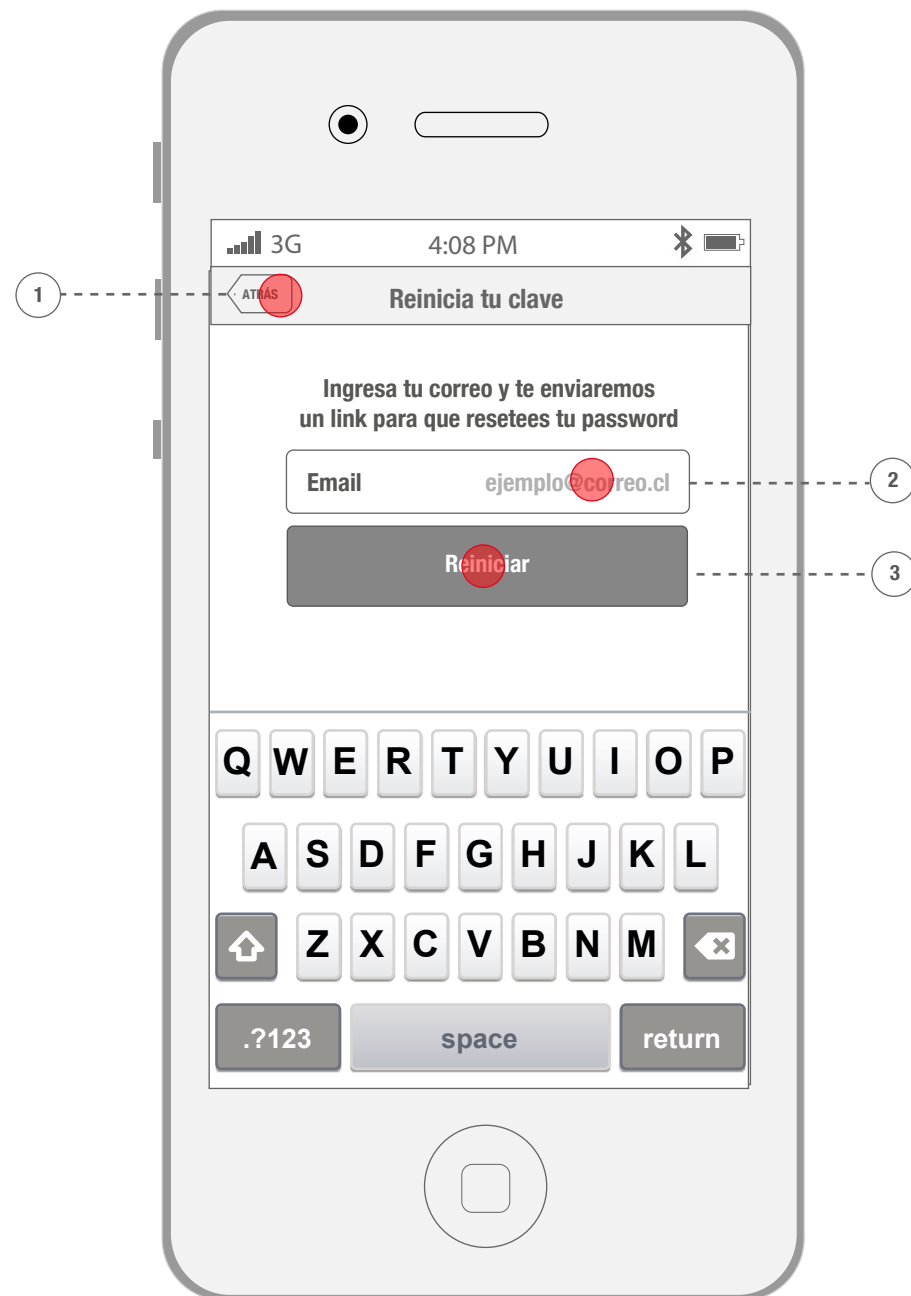 3G 4:08 PM
1
ATRÁS
Reinicia tu clave
Ingresa tu correo y te enviaremos
un link para que resetees tu password
Email ejemplo@correo.cl
2
Reiniciar
3
Q W E R T Y U I O P
A S D F G H J K L
Z X C V B N M
.?123 space return